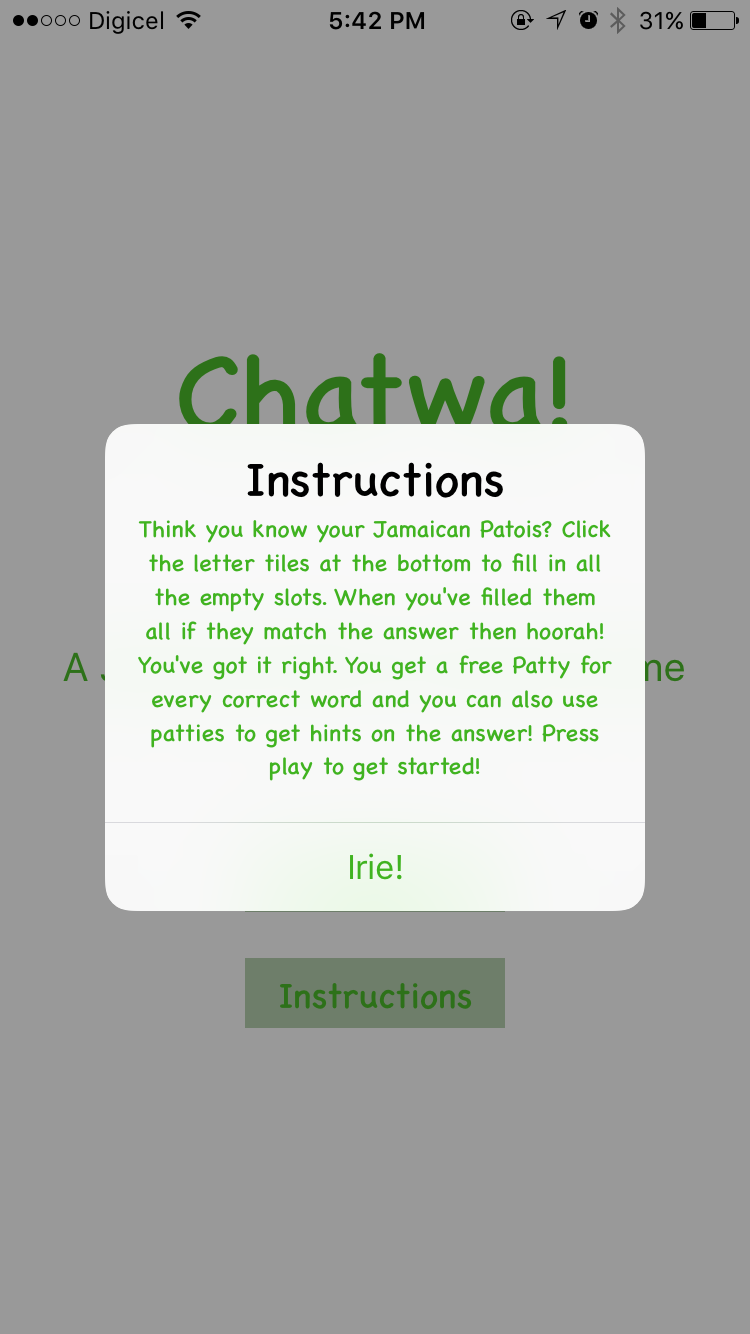 Digicel 5:42 PM 31%
Chatwa!
Instructions
Think you know your Jamaican Patois? Click
the letter tiles at the bottom to fill in all
the empty slots. When you've filled them
all if they match the answer then hoorah!
You've got it right. You get a free Patty for
every correct word and you can also use
patties to get hints on the answer! Press
play to get started!
A
Irie!
Instructions